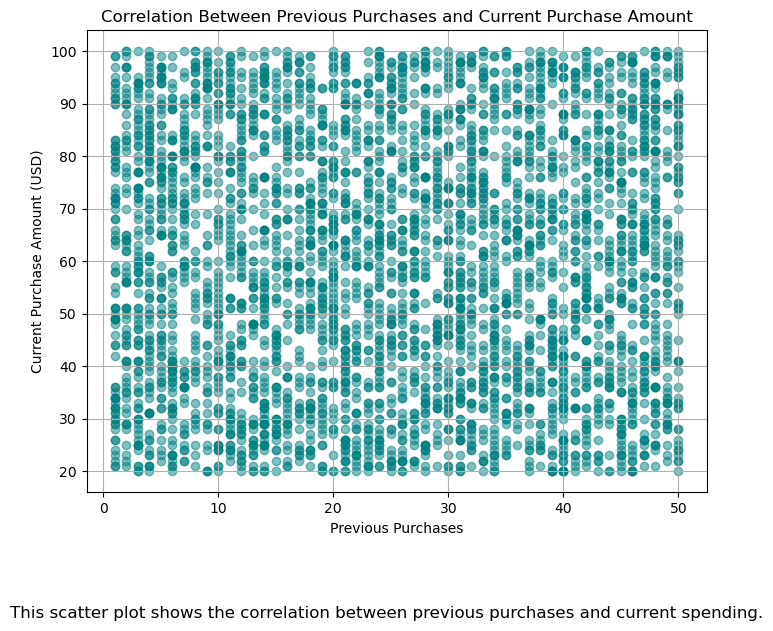 Correlation Between Previous Purchases and Current Purchase Amount
Current Purchase Amount (USD)
100
90
80
70
60
50
40
30
20
0 10 20 30 40 50
Previous Purchases
This scatter plot shows the correlation between previous purchases and current spending.